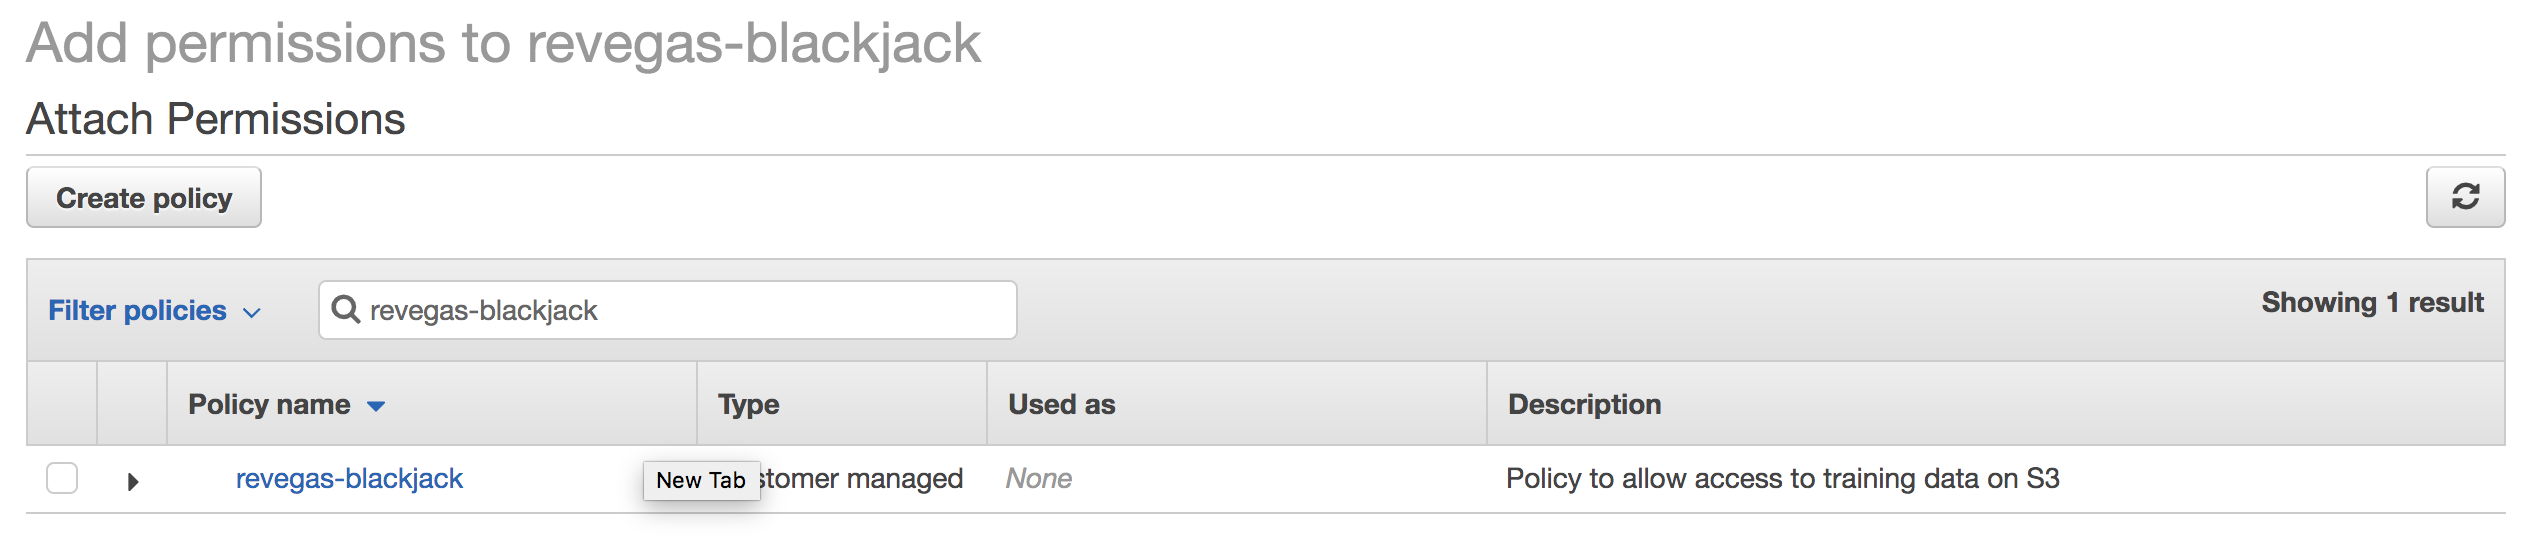 Add permissions to revegas-blackjack
Attach Permissions
Create policy
Filter policies revegas-blackjack Showing 1 result
Policy name Type Used as Description
revegas-blackjack New Tab managed None Policy to allow access to training data on S3